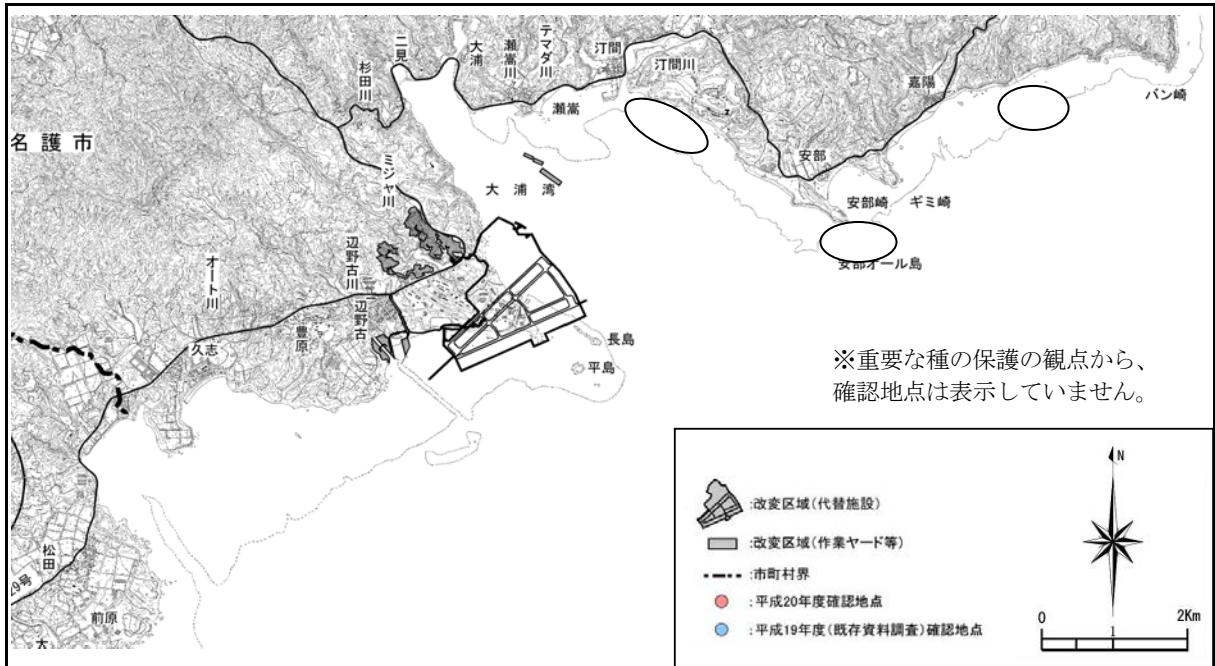 名護市
杉田川
二見
大浦
瀬嵩川
テマダ川
汀間
汀間川
瀬嵩
嘉陽
バン崎
安部
安部崎
ギミ崎
安部オール島
大浦湾
ミジャ川
辺野古川
辺野古
オート川
久志
豊原
長島
平島
松田
前原
29号
大
※重要な種の保護の観点から、
確認地点は表示していません。
:改変区域(代替施設)
:改変区域(作業ヤード等)
:市町村界
:平成20年度確認地点
:平成19年度(既存資料調査)確認地点
N
0 1 2Km